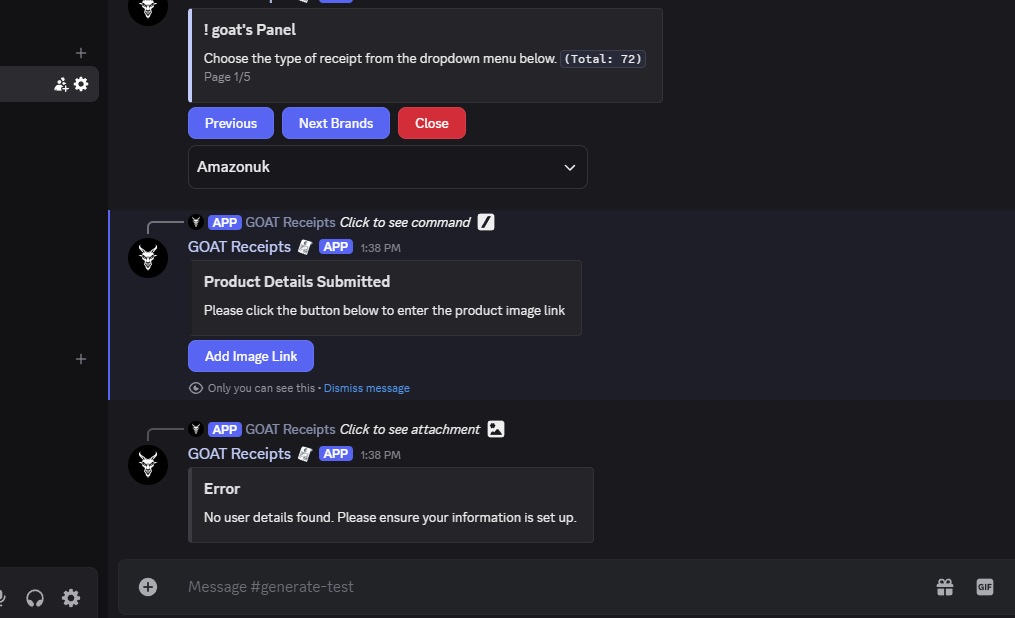 ! goat's Panel
Choose the type of receipt from the dropdown menu below. (Total: 72)
Page 1/5
Previous
Next Brands
Close
Amazonuk
APP GOAT Receipts Click to see command
GOAT Receipts APP 1:38 PM
Product Details Submitted
Please click the button below to enter the product image link
Add Image Link
Only you can see this • Dismiss message
APP GOAT Receipts Click to see attachment
GOAT Receipts APP 1:38 PM
Error
No user details found. Please ensure your information is set up.
Message #generate-test
GIF